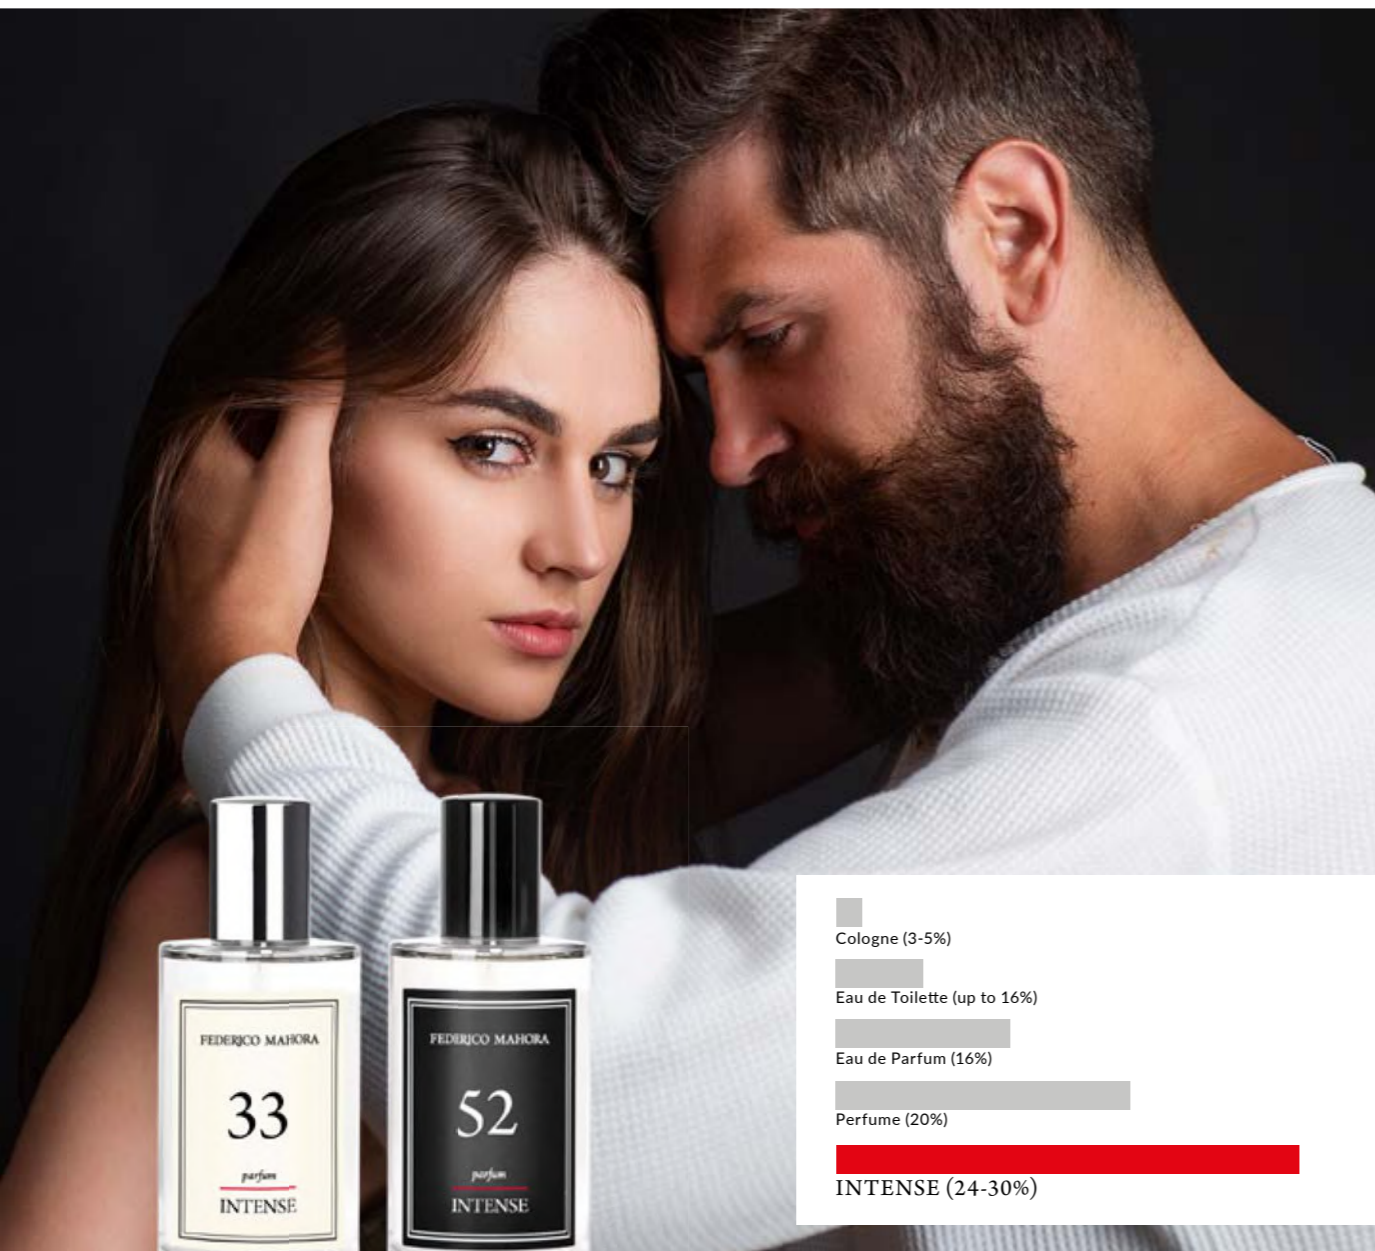 FEDERICO MAHORA
33
parfum
INTENSE
FEDERICO MAHORA
52
parfum
INTENSE
Cologne (3-5%)
Eau de Toilette (up to 16%)
Eau de Parfum (16%)
Perfume (20%)
INTENSE (24-30%)